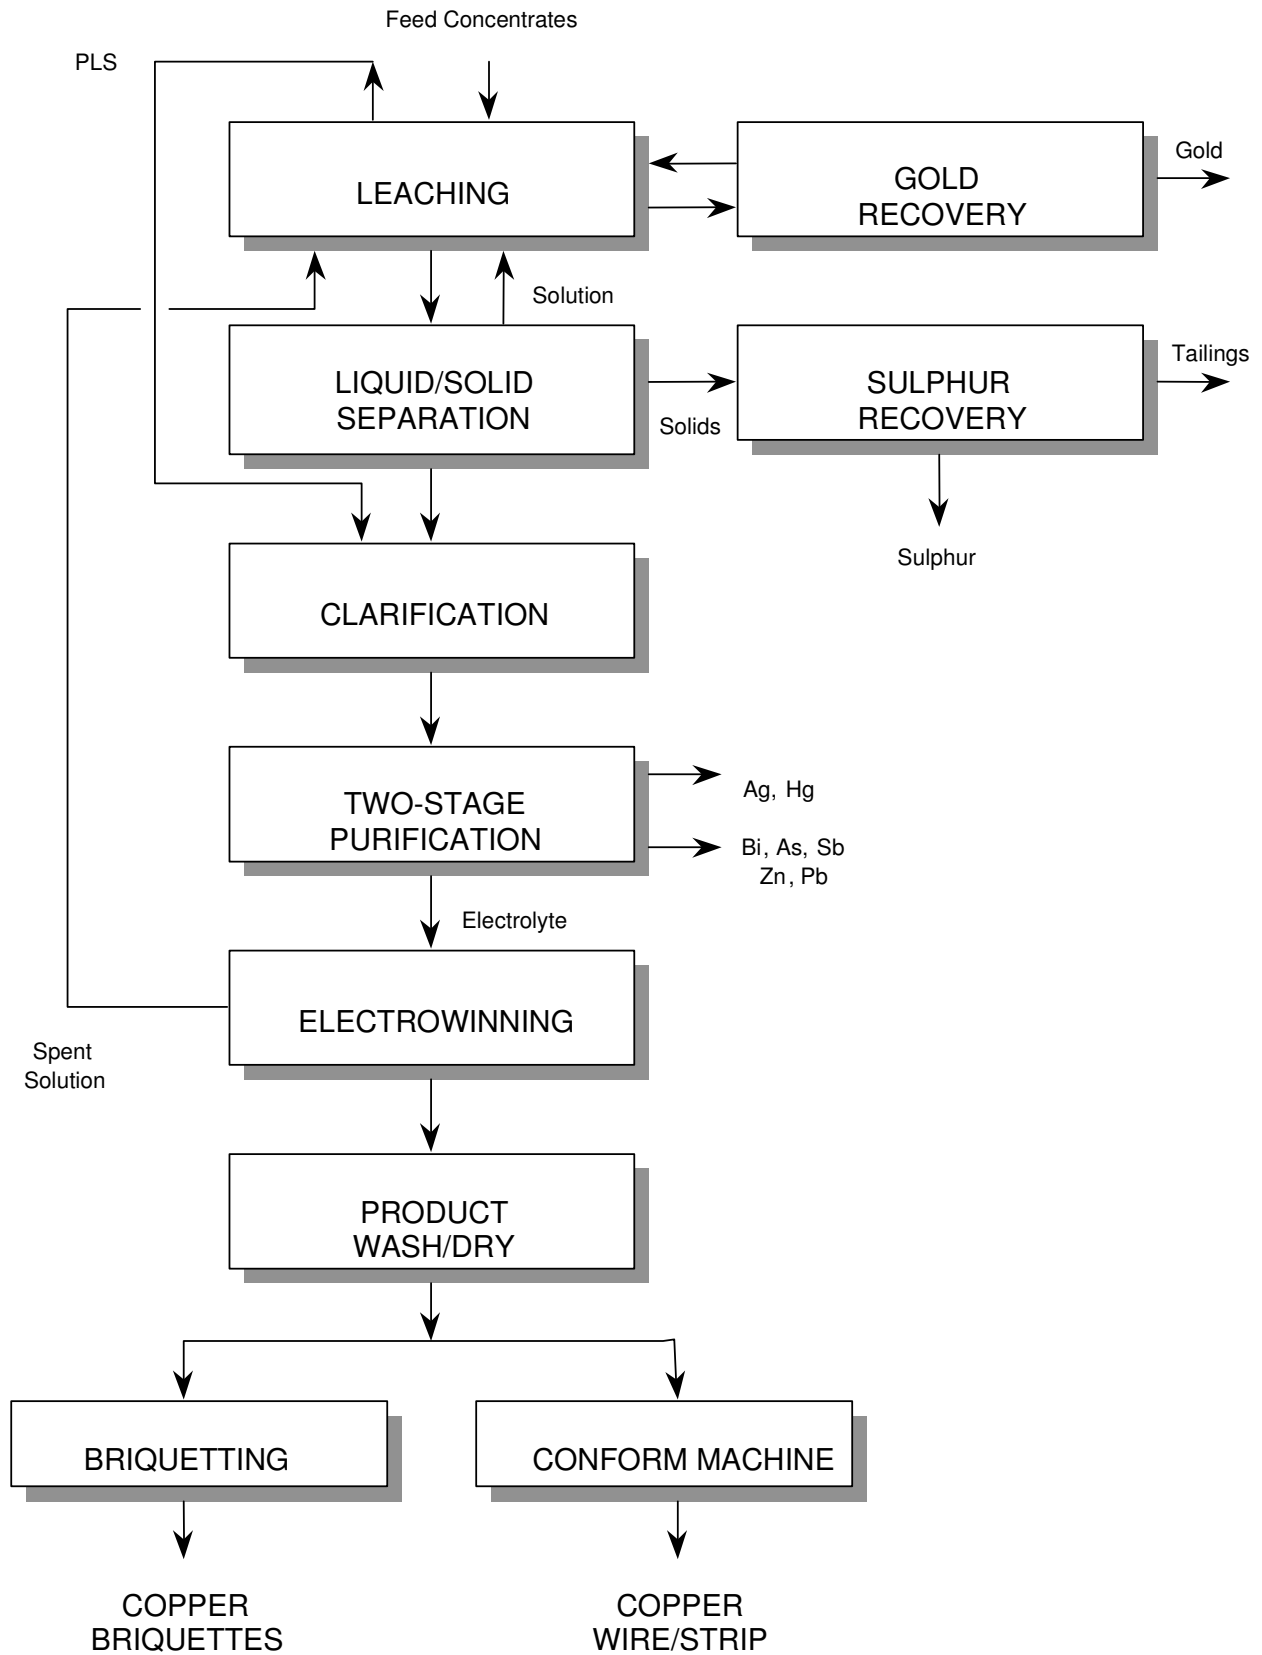 Feed Concentrates
PLS
LEACHING
GOLD
RECOVERY
Gold
Solution
LIQUID/SOLID
SEPARATION
Solids
SULPHUR
RECOVERY
Tailings
Sulphur
CLARIFICATION
TWO-STAGE
PURIFICATION
Ag, Hg
Bi, As, Sb
Zn, Pb
Electrolyte
ELECTROWINNING
Spent
Solution
PRODUCT
WASH/DRY
BRIQUETTING
CONFORM MACHINE
COPPER
BRIQUETTES
COPPER
WIRE/STRIP